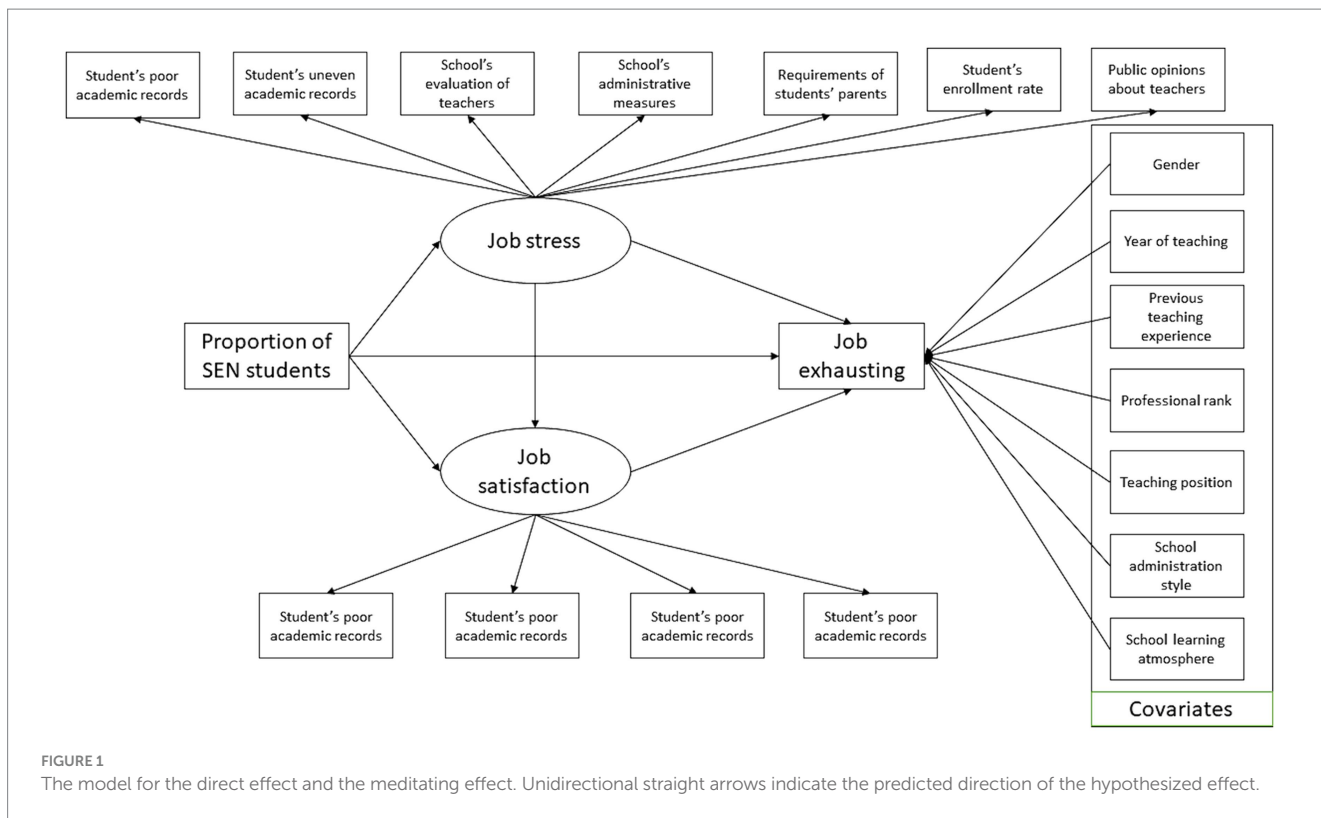 Student's poor
academic records
Student's uneven
academic records
School's
evaluation of
teachers
School's
administrative
measures
Requirements of
students' parents
Student's
enrollment rate
Public opinions
about teachers
Gender
Job stress
Year of teaching
Previous
teaching
experience
Proportion of
SEN students
Job
exhausting
Professional rank
Job
satisfaction
Teaching position
School
administration
style
Student's poor
academic records
Student's poor
academic records
Student's poor
academic records
Student's poor
academic records
School learning
atmosphere
Covariates
FIGURE 1
The model for the direct effect and the meditating effect. Unidirectional straight arrows indicate the predicted direction of the hypothesized effect.